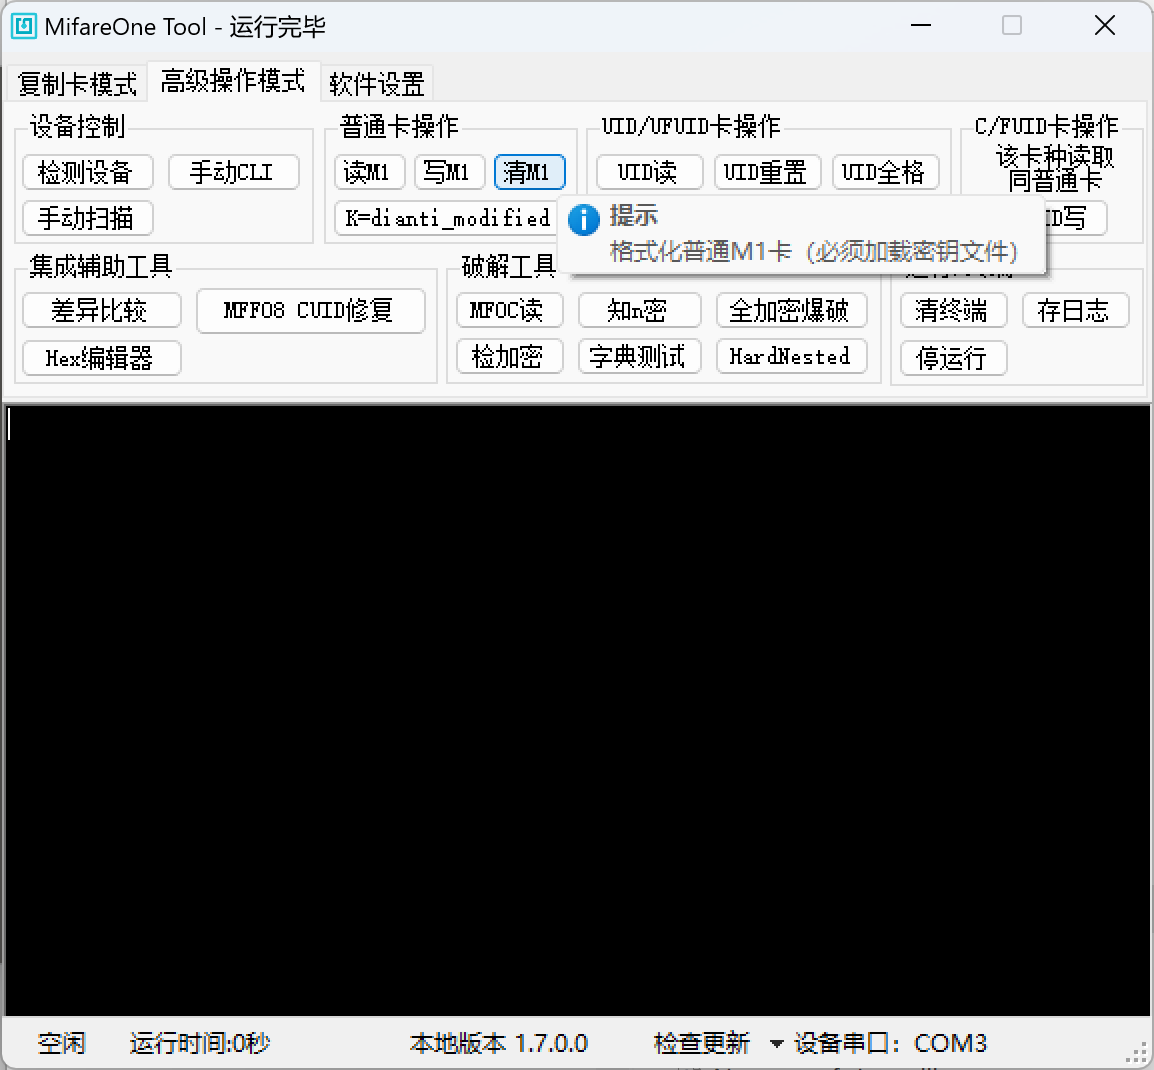 MifareOne Tool - 运行完毕
复制卡模式 高级操作模式 软件设置
设备控制 普通卡操作 UID/UFUID卡操作 C/FUID卡操作
检测设备 手动CLI 读M1 写M1 清M1 UID读 UID重置 UID全格 该卡种读取
同普通卡
手动扫描 K=dianti_modified ID写
提示
格式化普通M1卡（必须加载密钥文件）
集成辅助工具 破解工具
差异比较 MFF08 CUID修复 MFOC读 知n密 全加密爆破 清终端 存日志
Hex编辑器 检加密 字典测试 HardNested 停运行
空闲 运行时间:0秒 本地版本 1.7.0.0 检查更新 设备串口： COM3